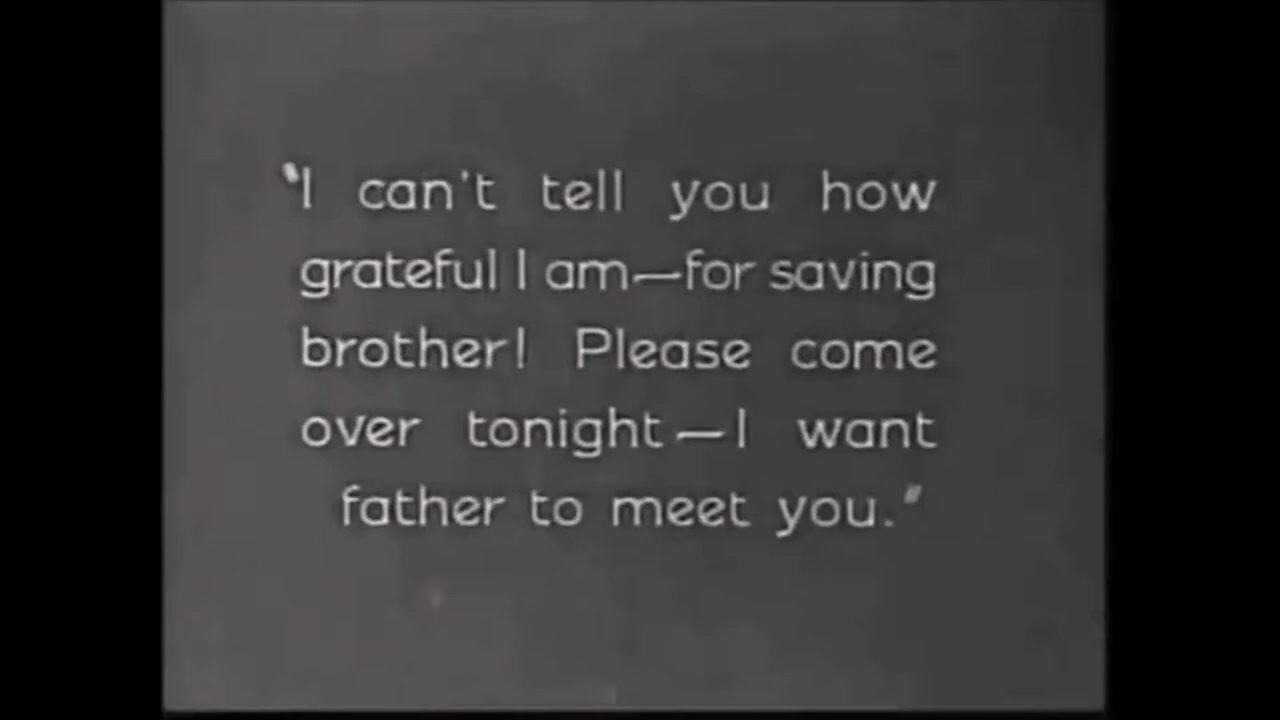 "I can't tell you how
grateful I am—for saving
brother! Please come
over tonight—I want
father to meet you."